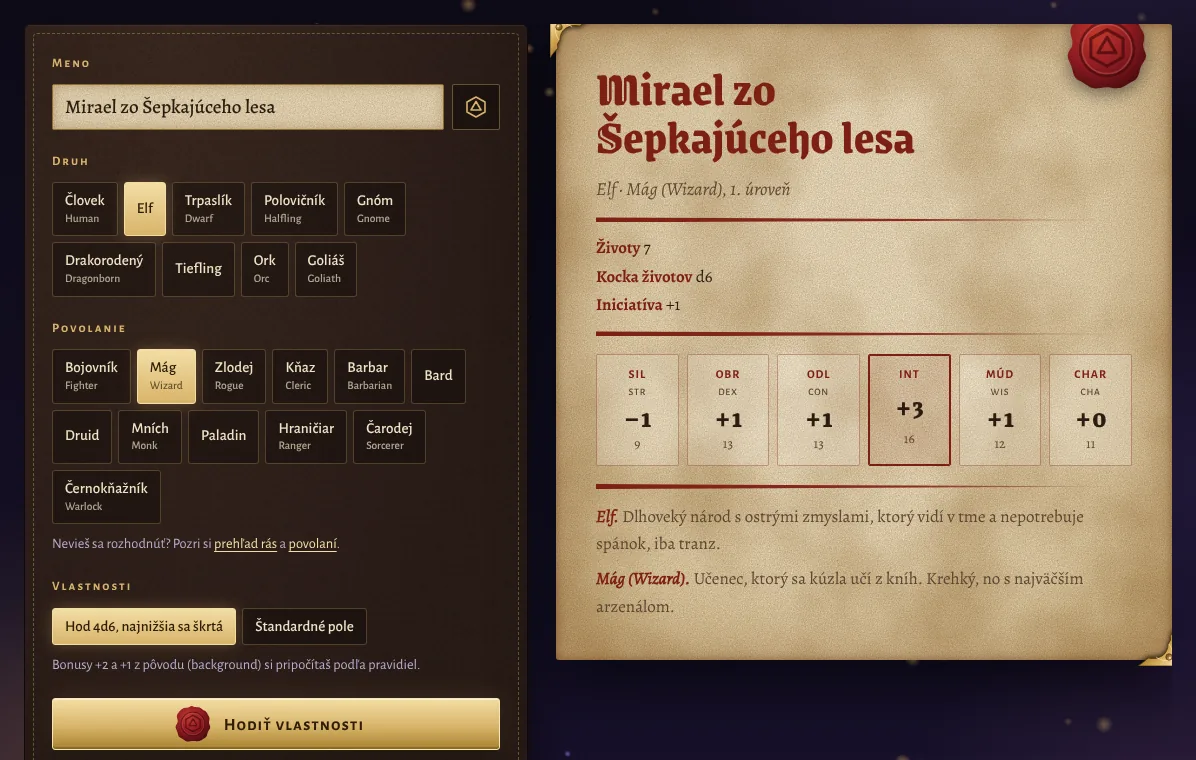 Meno
Mirael zo Šepkajúceho lesa
Druh
Človek
Human
Elf
Trpaslík
Dwarf
Polovičník
Halfling
Gnóm
Gnome
Drakorodený
Dragonborn
Tiefling
Ork
Orc
Goliáš
Goliath
Povolanie
Bojovník
Fighter
Mág
Wizard
Zlodej
Rogue
Kňaz
Cleric
Barbar
Barbarian
Bard
Druid
Mních
Monk
Paladin
Hraničiar
Ranger
Čarodej
Sorcerer
Černokňažník
Warlock
Nevieš sa rozhodnúť? Pozri si prehľad rás a povolaní.
Vlastnosti
Hod 4d6, najnižšia sa škrtá
Štandardné pole
Bonusy +2 a +1 z pôvodu (background) si pripočítaš podľa pravidiel.
Hodiť vlastnosti
Mirael zo
Šepkajúceho lesa
Elf · Mág (Wizard), 1. úroveň
Životy 7
Kocka životov d6
Iniciatíva +1
SIL
STR
−1
9
OBR
DEX
+1
13
ODL
CON
+1
13
INT
+3
16
MÚD
WIS
+1
12
CHAR
CHA
+0
11
Elf. Dlhoveký národ s ostrými zmyslami, ktorý vidí v tme a nepotrebuje
spánok, iba tranz.
Mág (Wizard). Učenec, ktorý sa kúzla učí z kníh. Krehký, no s najväčším
arzenálom.